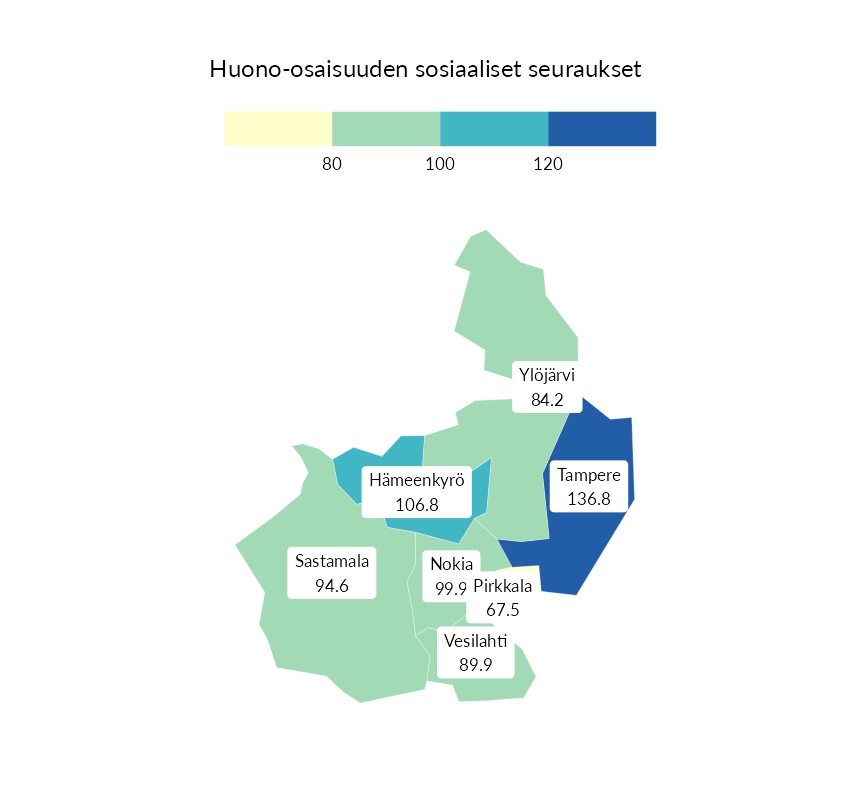 Huono-osaisuuden sosiaaliset seuraukset
80
100
120
Ylöjärvi
84.2
Hämeenkyrö
106.8
Tampere
136.8
Sastamala
94.6
Nokia
99.9
Pirkkala
67.5
Vesilahti
89.9